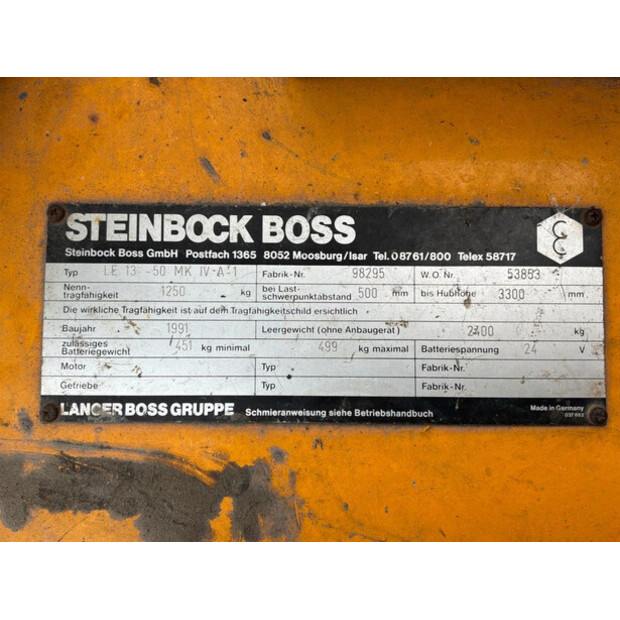 STEINBOCK BOSS
Steinbock Boss GmbH Postfach 1365 8052 Moosburg/Isar Tel. 08761/800 Telex 58717
Typ LE 13 -50 MK IV-A-1 Fabrik-Nr. 98295 W.O. Nr. 53853
Nenn-tragfähigkeit 1250 kg bei Last-schwerpunktabstand 500 mm bis Hubhöhe 3300 mm
Die wirkliche Tragfähigkeit ist auf dem Tragfähigkeitschild ersichtlich
Baujahr 1991 Leergewicht (ohne Anbaugerät) 2400 kg
zulässiges Batteriegewicht 451 kg minimal 499 kg maximal Batteriespannung 24 V
Motor Typ Fabrik-Nr.
Getriebe Typ Fabrik-Nr.
LANCER BOSS GRUPPE Schmieranweisung siehe Betriebshandbuch Made in Germany